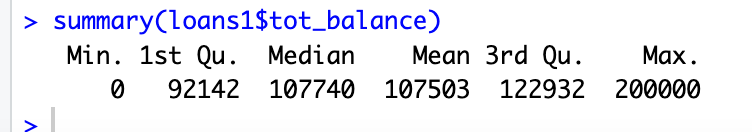 > summary(loans1$tot_balance)
Min. 1st Qu. Median Mean 3rd Qu. Max.
0 92142 107740 107503 122932 200000
>